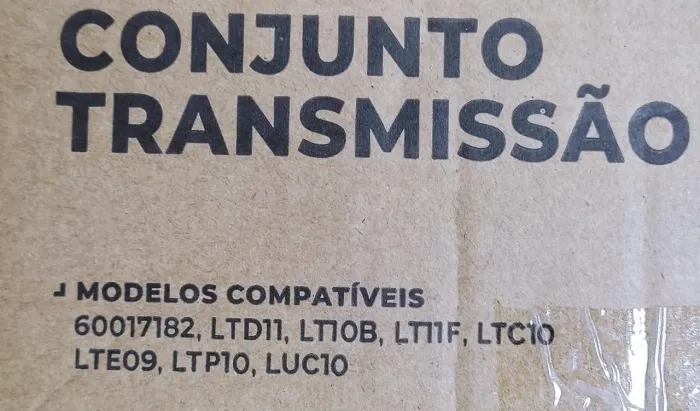 CONJUNTO
TRANSMISSÃO
MODELOS COMPATÍVEIS
60017182, LTD11, LT10B, LT11F, LTC10
LTE09, LTP10, LUC10